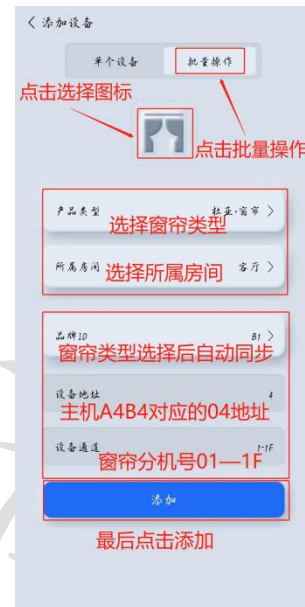 添加设备
单个设备 批量操作
点击选择图标
点击批量操作
产品类型 杜亚·窗帘
选择窗帘类型
所属房间 客厅
选择所属房间
品牌ID B1
窗帘类型选择后自动同步
设备地址 4
主机A4B4对应的04地址
设备通道 1-1F
窗帘分机号01—1F
添加
最后点击添加